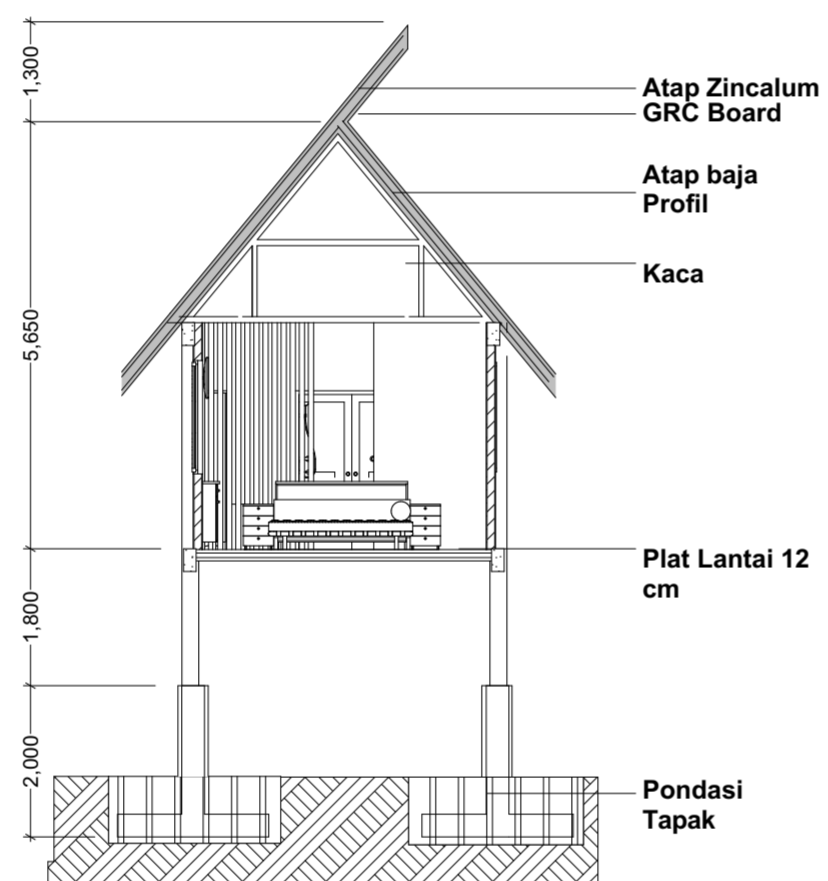 1,300
Atap Zincalum
GRC Board
Atap baja
Profil
Kaca
5,650
Plat Lantai 12
cm
1,800
2,000
Pondasi
Tapak